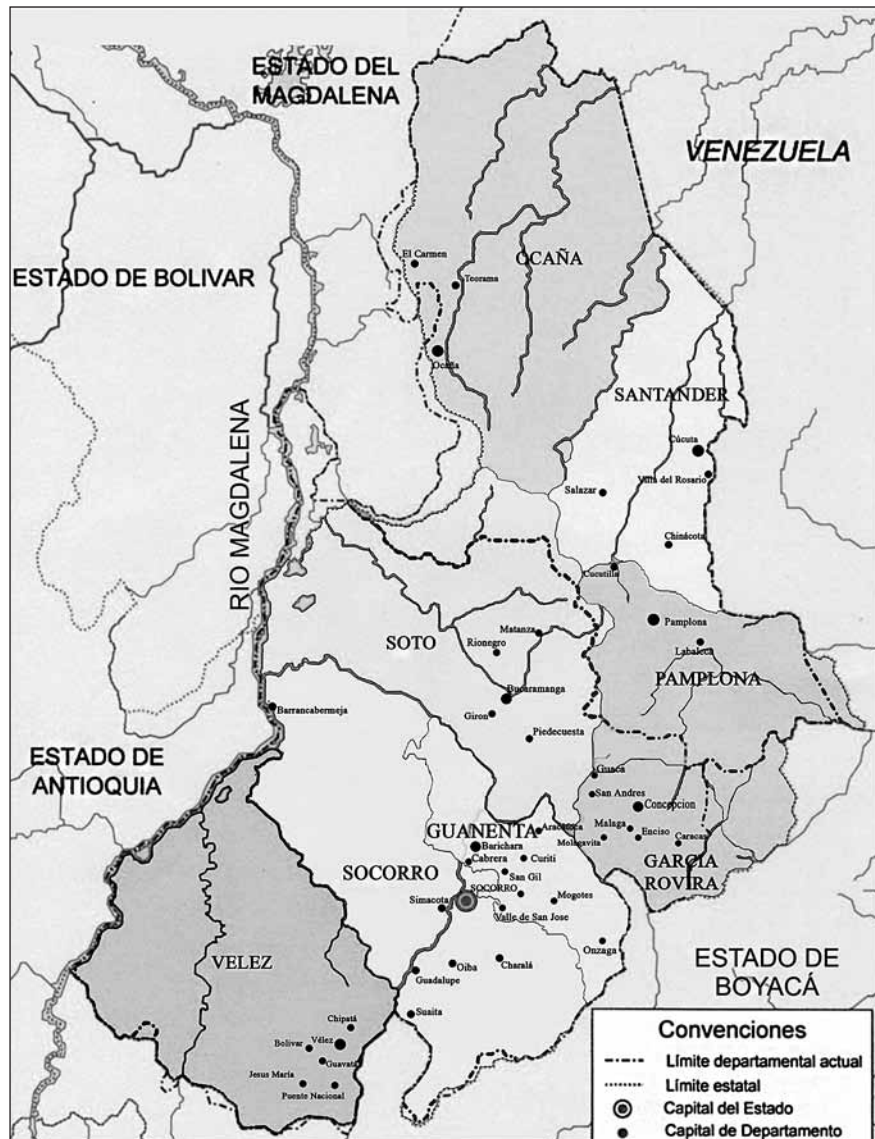 ESTADO DEL
MAGDALENA
VENEZUELA
ESTADO DE BOLIVAR
El Carmen
OCAÑA
Teorama
Ocaña
RIO MAGDALENA
SANTANDER
Cúcuta
Villa del Rosario
Salazar
Chinácota
Cucutilla
Pamplona
Labateca
PAMPLONA
SOTO
Matanza
Rionegro
Bucaramanga
Giron
Piedecuesta
Barrancabermeja
ESTADO DE
ANTIOQUIA
Guaca
San Andres
Concepcion
Malaga
Enciso
Molagavita
Caracas
GARCIA
ROVIRA
GUANENTA
Aratoca
Barichara
Cabrera
Curiti
San Gil
SOCORRO
SOCORRO
Simacota
Mogotes
Valle de San Jose
Onzaga
Oiba
Charalá
Guadalupe
Suaita
ESTADO DE
BOYACÁ
VELEZ
Chipatá
Vélez
Bolivar
Guavatá
Jesus María
Puente Nacional
Convenciones
Límite departamental actual
Límite estatal
Capital del Estado
Capital de Departamento